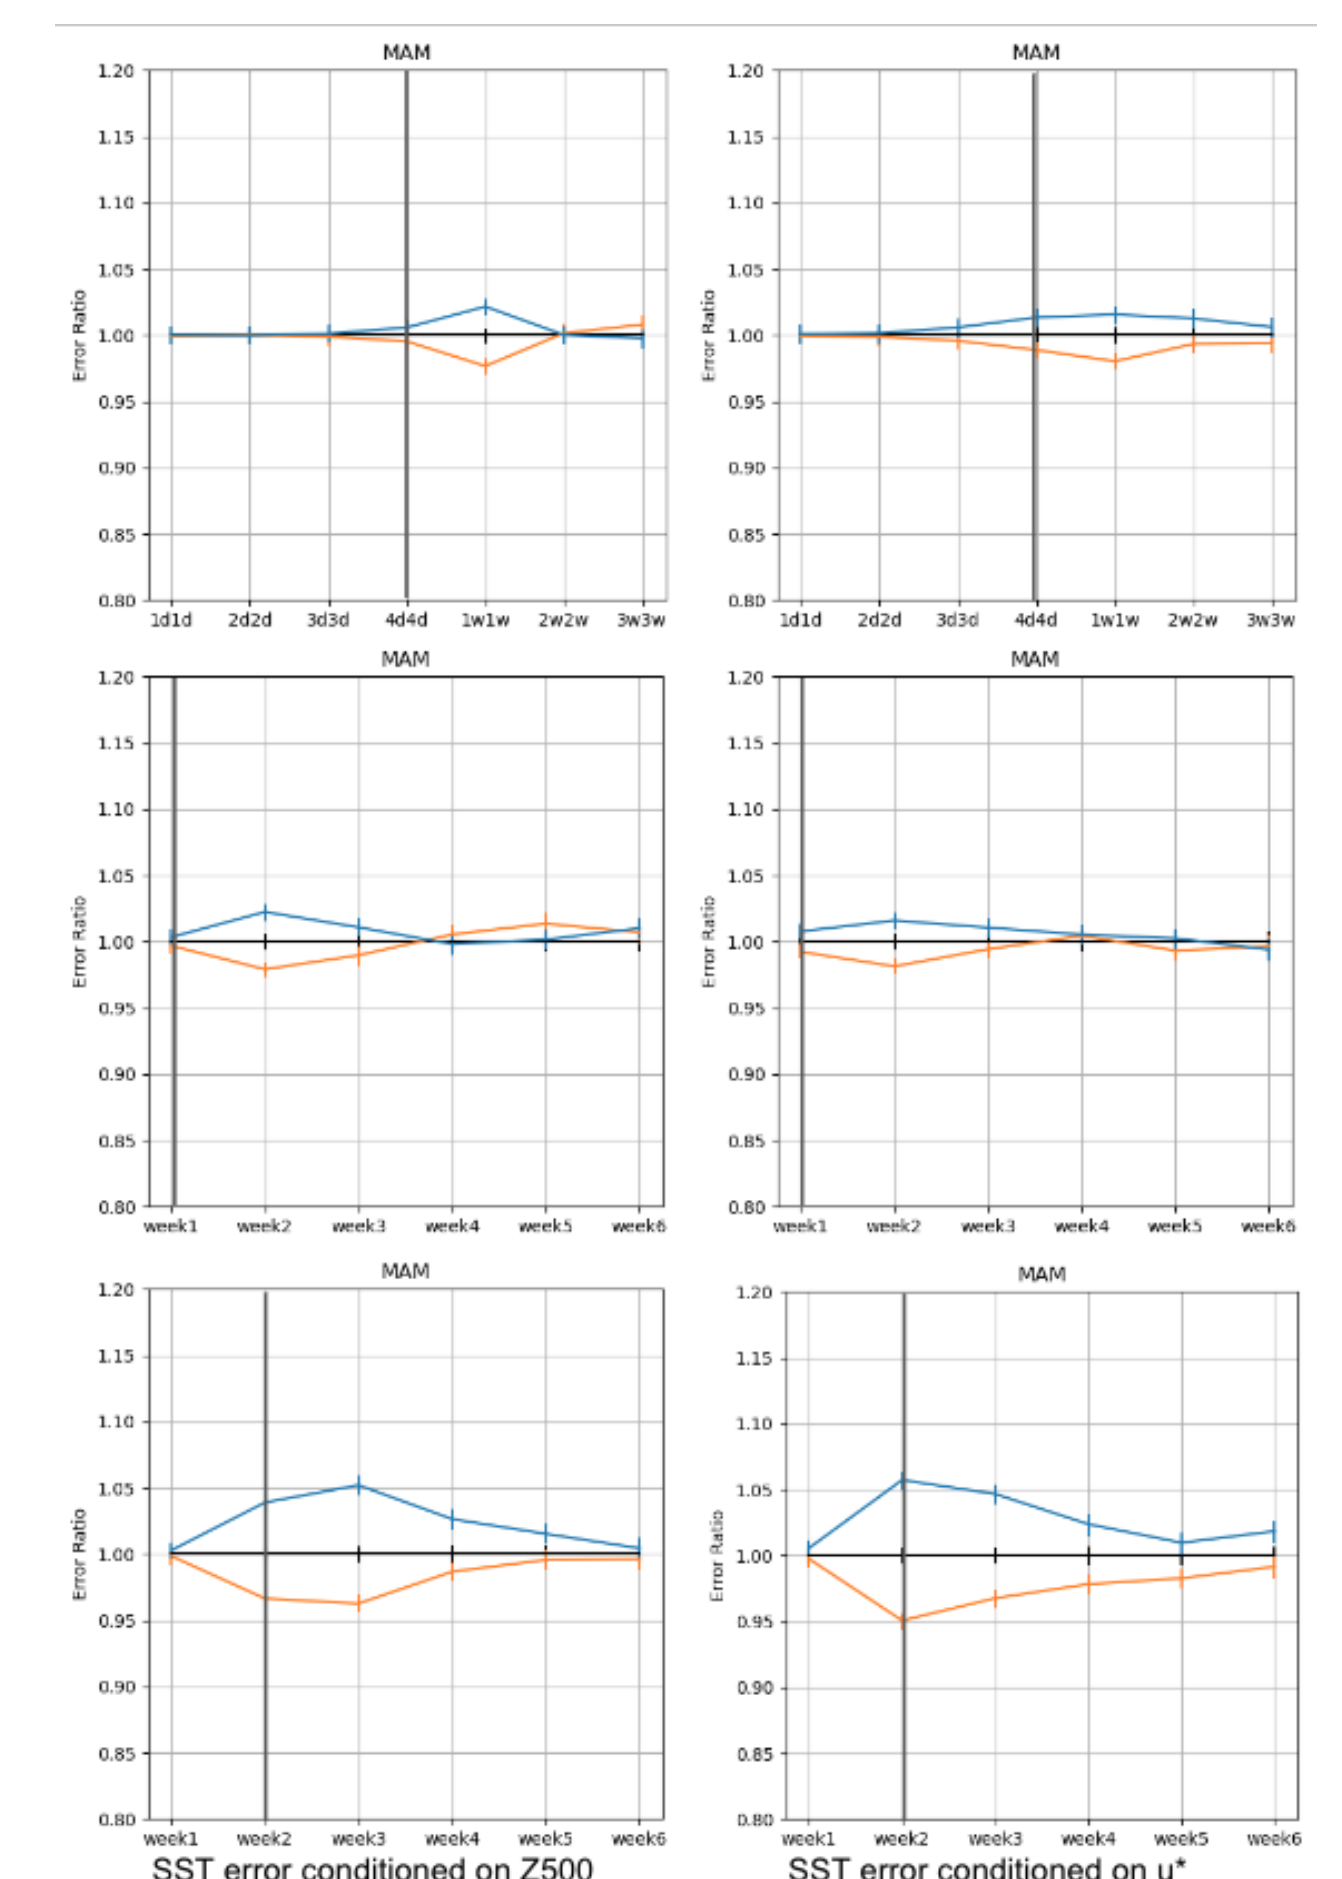 MAM MAM
1.20 1.20
1.15 1.15
1.10 1.10
1.05 1.05
1.00 1.00
0.95 0.95
0.90 0.90
0.85 0.85
0.80 0.80
Error Ratio Error Ratio
1d1d 2d2d 3d3d 4d4d 1w1w 2w2w 3w3w 1d1d 2d2d 3d3d 4d4d 1w1w 2w2w 3w3w
MAM MAM
1.20 1.20
1.15 1.15
1.10 1.10
1.05 1.05
1.00 1.00
0.95 0.95
0.90 0.90
0.85 0.85
0.80 0.80
Error Ratio Error Ratio
week1 week2 week3 week4 week5 week6 week1 week2 week3 week4 week5 week6
MAM MAM
1.20 1.20
1.15 1.15
1.10 1.10
1.05 1.05
1.00 1.00
0.95 0.95
0.90 0.90
0.85 0.85
0.80 0.80
Error Ratio Error Ratio
week1 week2 week3 week4 week5 week6 week1 week2 week3 week4 week5 week6
SST error conditioned on Z500 SST error conditioned on u*